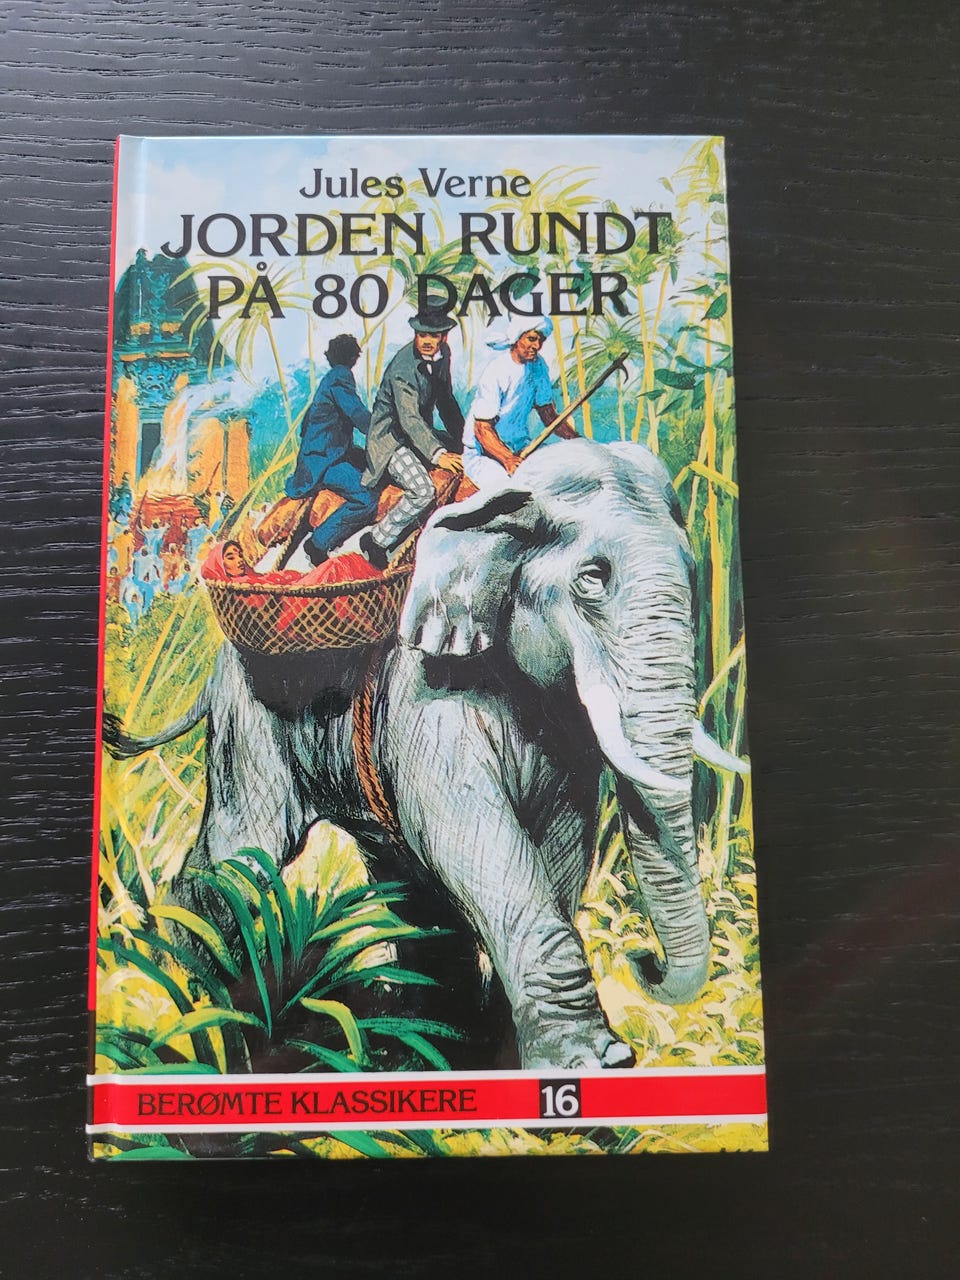 Jules Verne
JORDEN RUNDT
PÅ 80 DAGER
BERØMTE KLASSIKERE 16